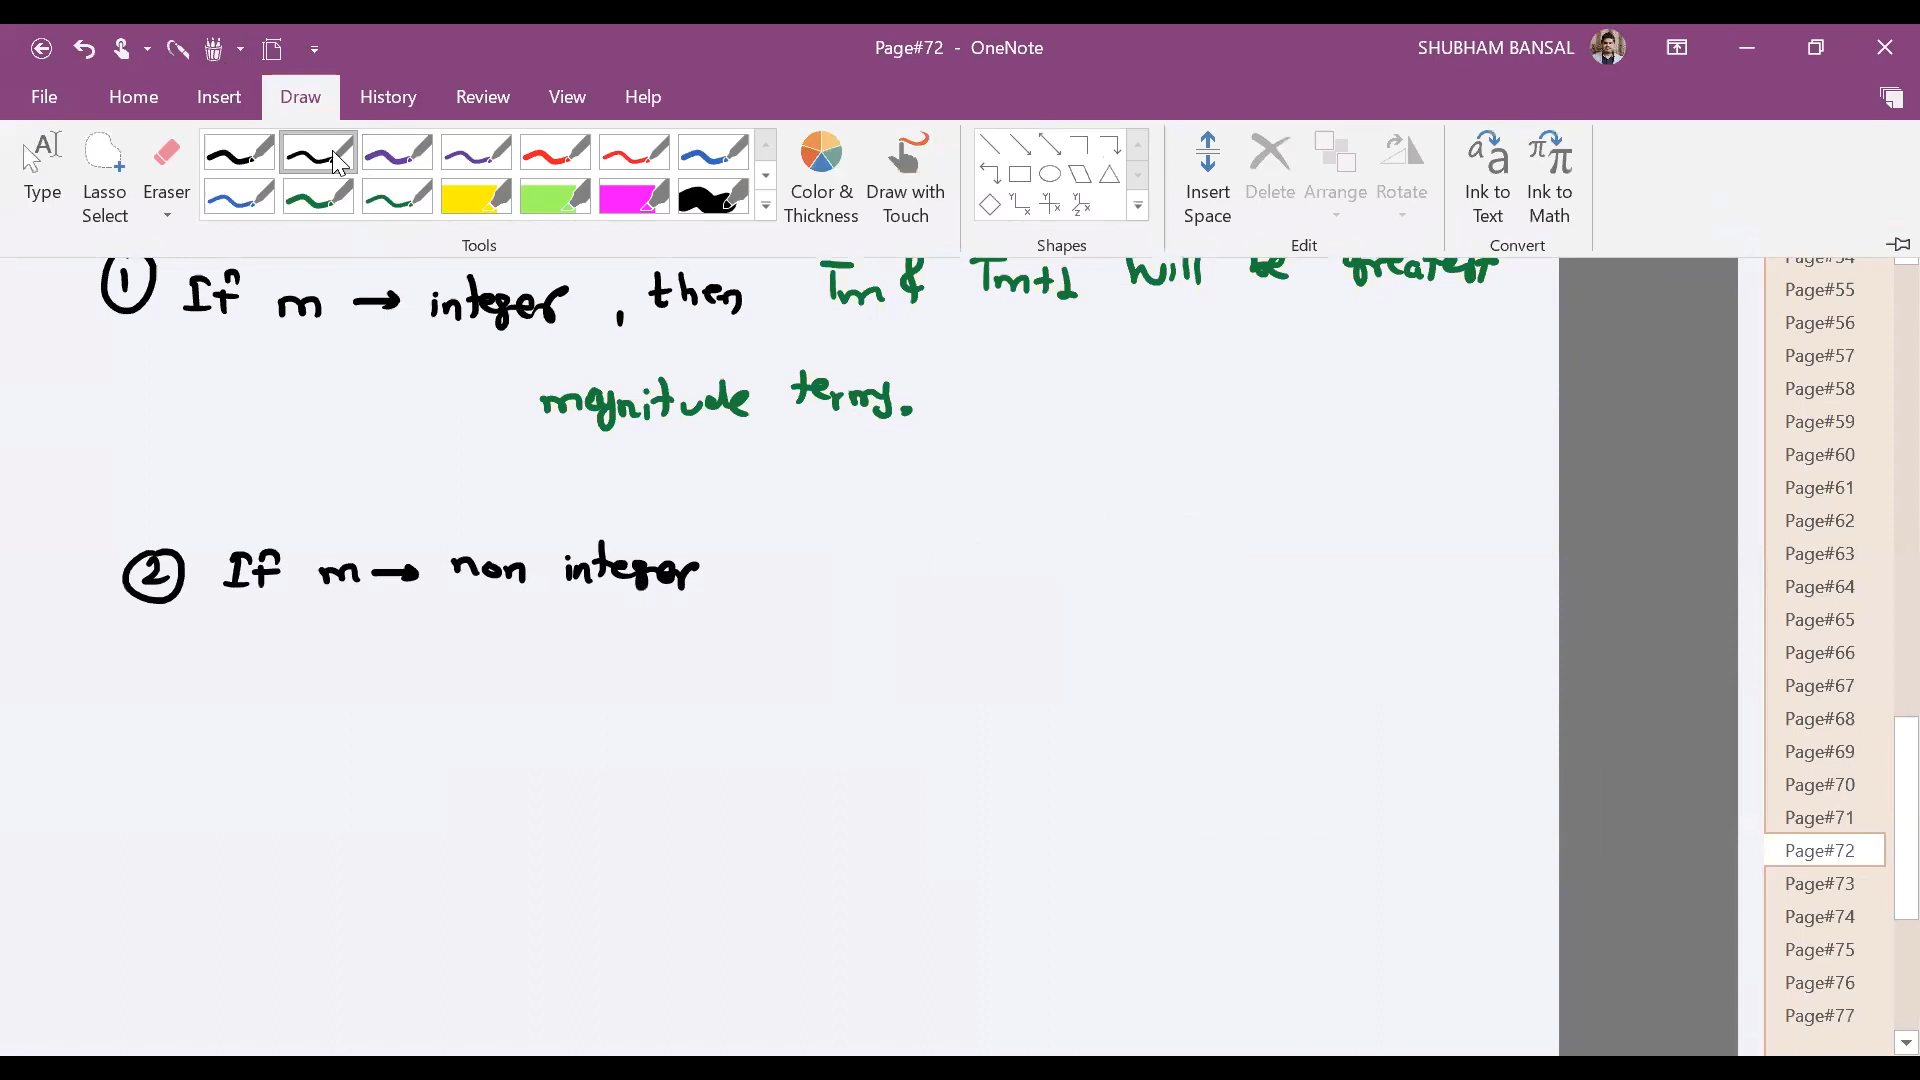 Page#72 - OneNote
SHUBHAM BANSAL
File Home Insert Draw History Review View Help
Type
Lasso Select
Eraser
Color & Thickness
Draw with Touch
Insert Space
Delete
Arrange
Rotate
Ink to Text
Ink to Math
Tools
Shapes
Edit
Convert
① If m → integer , then Tm & Tm+1 will be greatest
magnitude terms.
② If m → non integer
Page#54
Page#55
Page#56
Page#57
Page#58
Page#59
Page#60
Page#61
Page#62
Page#63
Page#64
Page#65
Page#66
Page#67
Page#68
Page#69
Page#70
Page#71
Page#72
Page#73
Page#74
Page#75
Page#76
Page#77